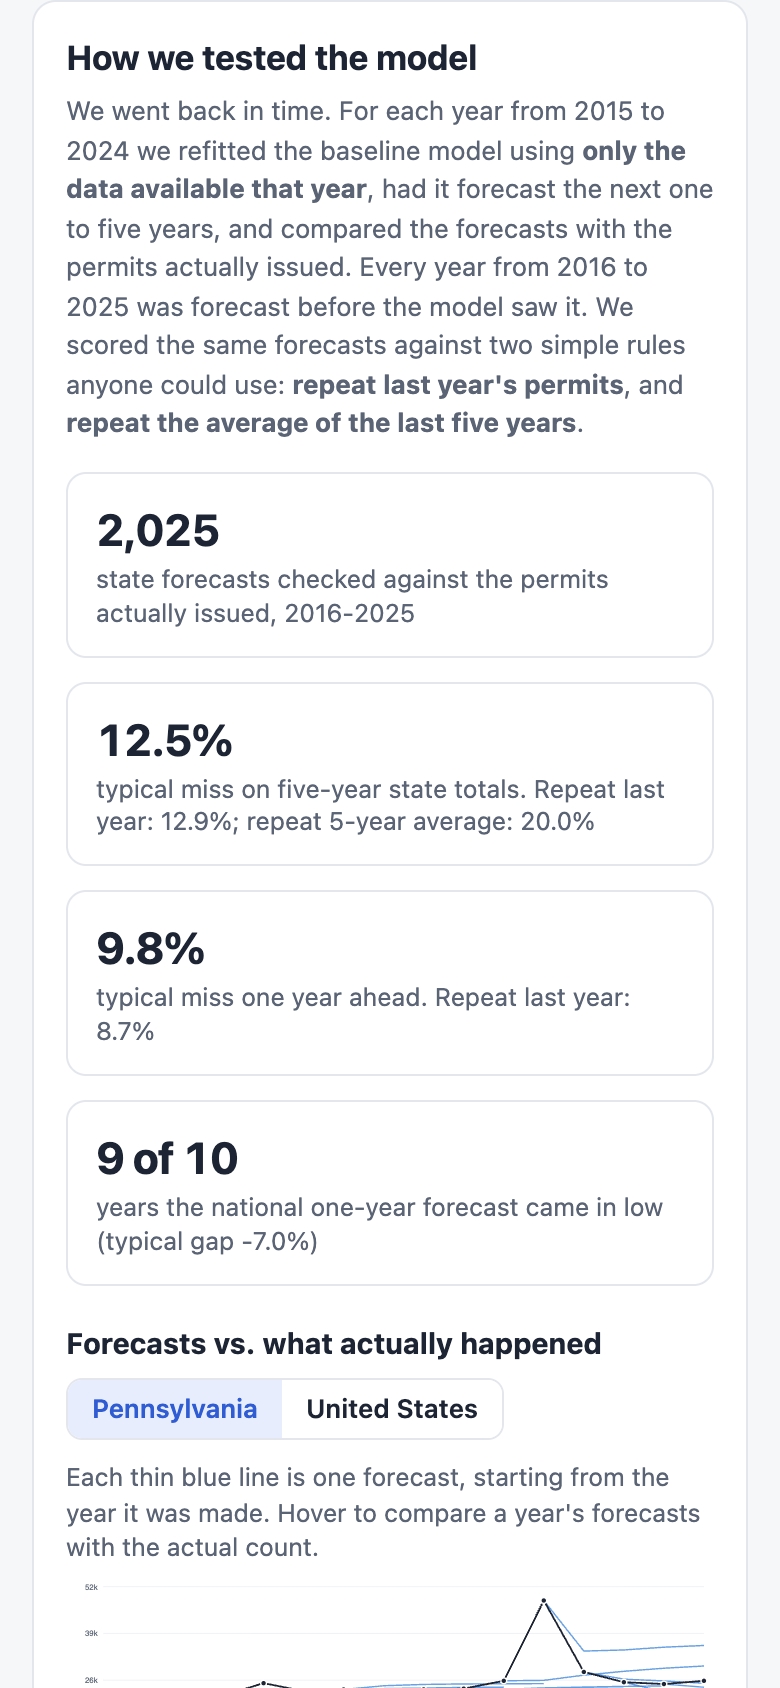 How we tested the model
We went back in time. For each year from 2015 to
2024 we refitted the baseline model using only the
data available that year, had it forecast the next one
to five years, and compared the forecasts with the
permits actually issued. Every year from 2016 to
2025 was forecast before the model saw it. We
scored the same forecasts against two simple rules
anyone could use: repeat last year's permits, and
repeat the average of the last five years.
2,025
state forecasts checked against the permits
actually issued, 2016-2025
12.5%
typical miss on five-year state totals. Repeat last
year: 12.9%; repeat 5-year average: 20.0%
9.8%
typical miss one year ahead. Repeat last year:
8.7%
9 of 10
years the national one-year forecast came in low
(typical gap -7.0%)
Forecasts vs. what actually happened
Pennsylvania United States
Each thin blue line is one forecast, starting from the
year it was made. Hover to compare a year's forecasts
with the actual count.
52k
39k
26k